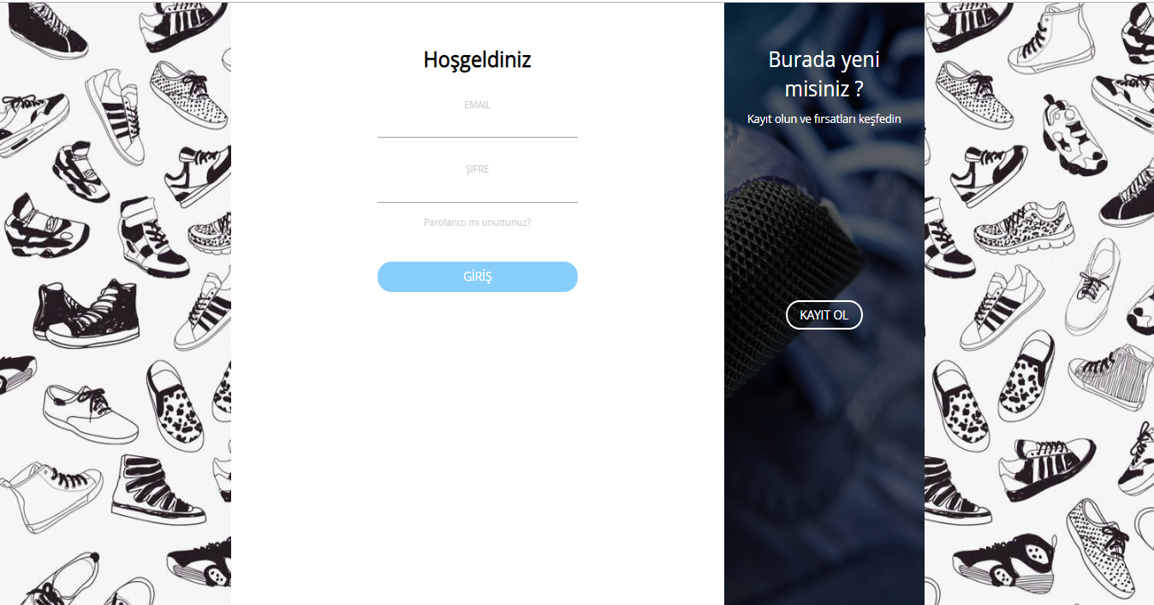 Hoşgeldiniz
EMAIL
ŞIFRE
Parolanızı mı unuttunuz?
GİRİŞ
Burada yeni
misiniz ?
Kayıt olun ve fırsatları keşfedin
KAYIT OL